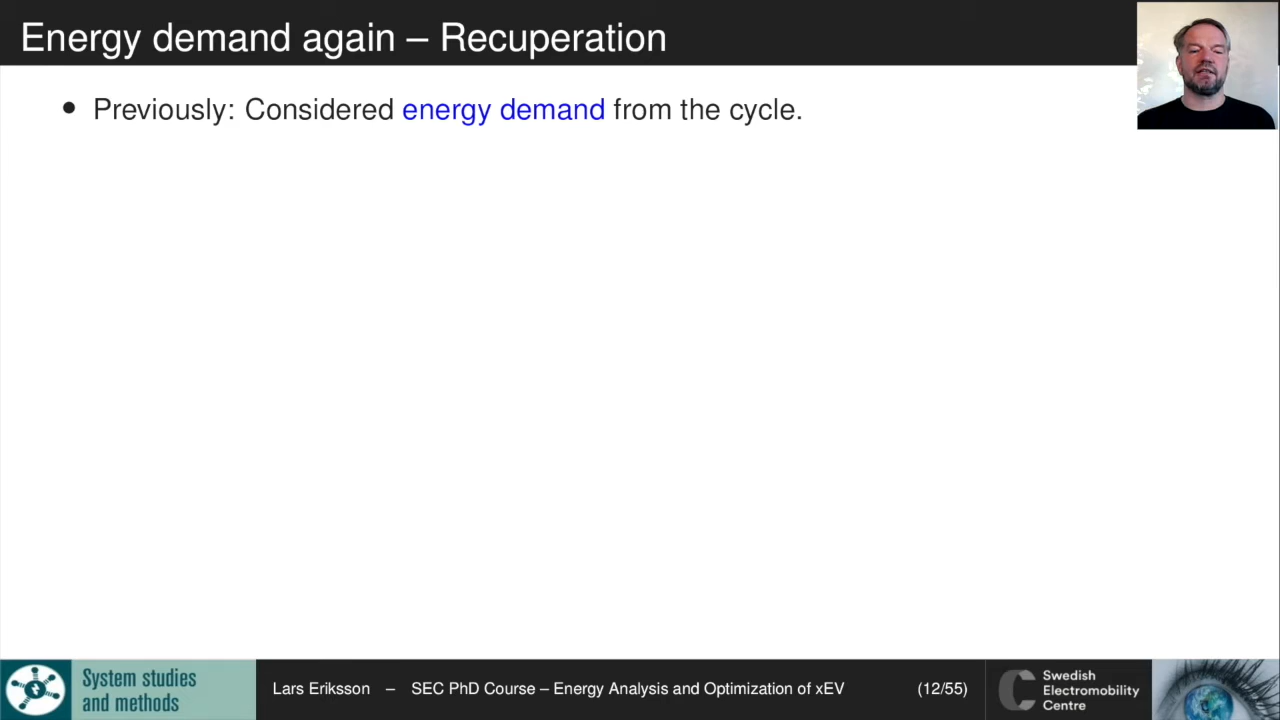 Energy demand again – Recuperation
• Previously: Considered energy demand from the cycle.
System studies
and methods
Lars Eriksson – SEC PhD Course – Energy Analysis and Optimization of xEV (12/55)
Swedish
Electromobility
Centre